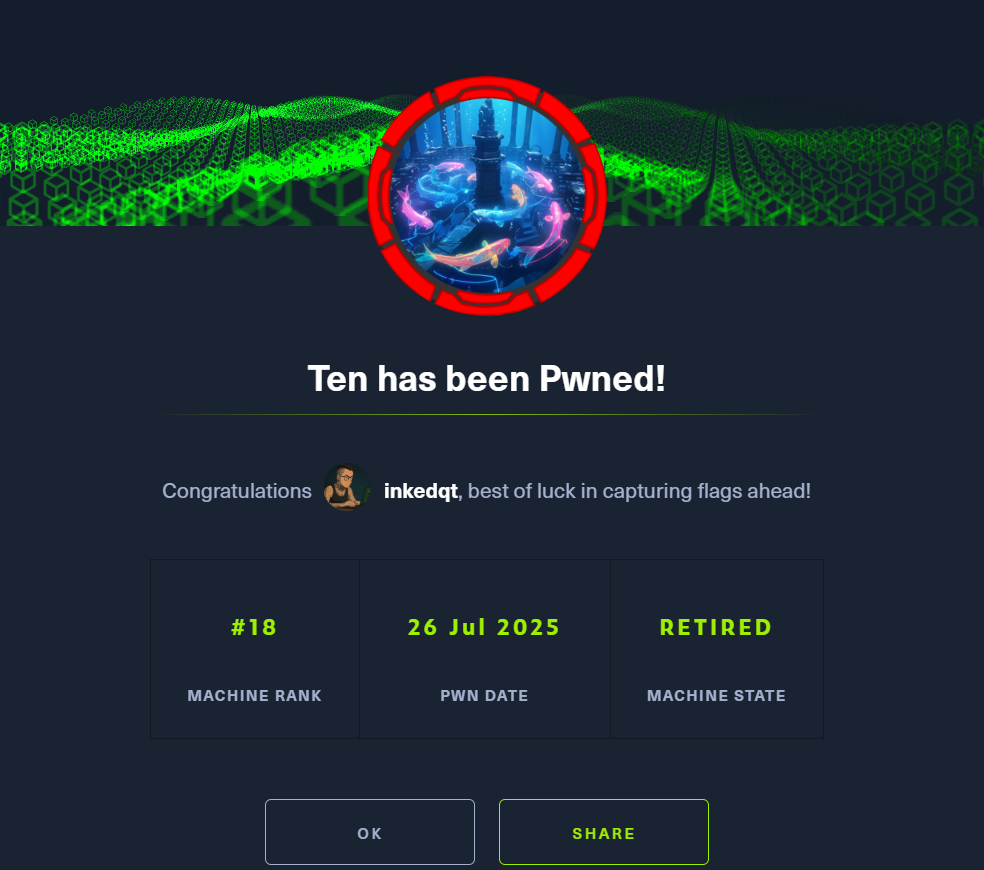 Ten has been Pwned!
Congratulations inkedqt, best of luck in capturing flags ahead!
#18 26 Jul 2025 RETIRED
MACHINE RANK PWN DATE MACHINE STATE
OK SHARE